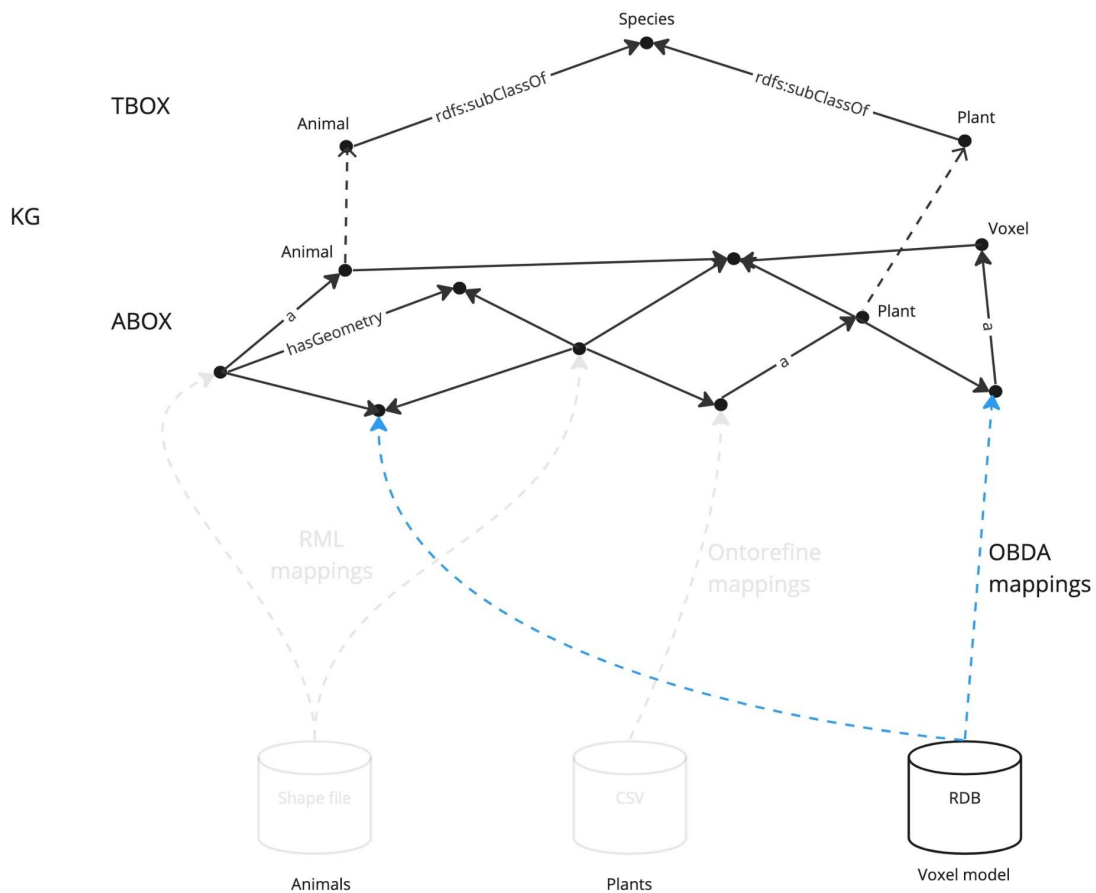 Species
rdfs:subClassOf
rdfs:subClassOf
TBOX
Animal
Plant
KG
Animal
Voxel
ABOX
a
hasGeometry
Plant
a
a
RML
mappings
Ontorefine
mappings
OBDA
mappings
Shape file
CSV
RDB
Animals
Plants
Voxel model